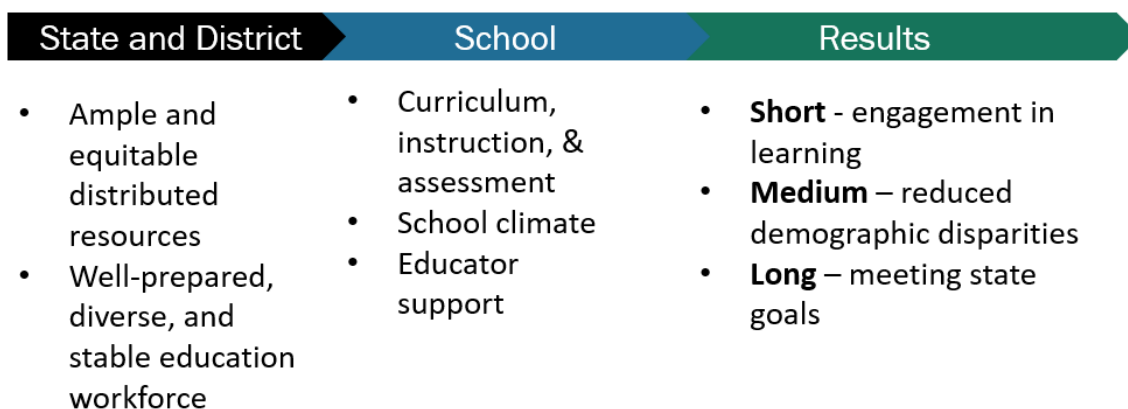 State and District
School
Results
• Ample and
equitable
distributed
resources
• Well-prepared,
diverse, and
stable education
workforce
• Curriculum,
instruction, &
assessment
• School climate
• Educator
support
• Short - engagement in
learning
• Medium – reduced
demographic disparities
• Long – meeting state
goals